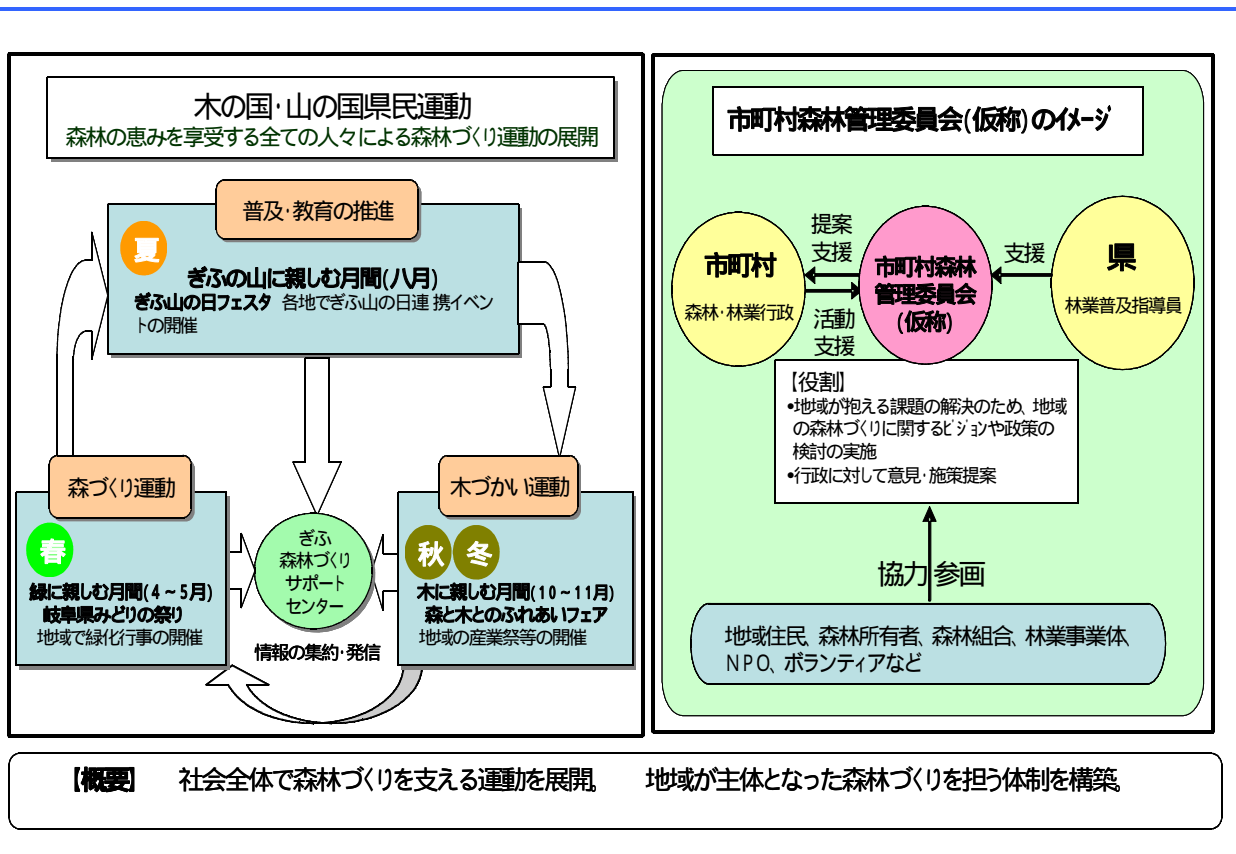 木の国・山の国県民運動
森林の恵みを享受する全ての人々による森林づくり運動の展開
普及・教育の推進
夏
ぎふの山に親しむ月間(八月)
ぎふ山の日フェスタ 各地でぎふ山の日連 携イベン
トの開催
森づくり運動
春
緑に親しむ月間(4~5月)
岐阜県みどりの祭り
地域で緑化行事の開催
ぎふ
森林づくり
サポート
センター
情報の集約・発信
木づかい運動
秋 冬
木に親しむ月間(10~11月)
森と木とのふれあいフェア
地域の産業祭等の開催
市町村森林管理委員会(仮称)のイメージ
市町村
森林・林業行政
提案
支援
活動
支援
市町村森林
管理委員会
(仮称)
支援
県
林業普及指導員
【役割】
•地域が抱える課題の解決のため、地域
の森林づくりに関するビジョンや政策の
検討の実施
•行政に対して意見・施策提案
協力 参画
地域住民、森林所有者、森林組合、林業事業体、
NPO、ボランティアなど
【概要】 社会全体で森林づくりを支える運動を展開。 地域が主体となった森林づくりを担う体制を構築。